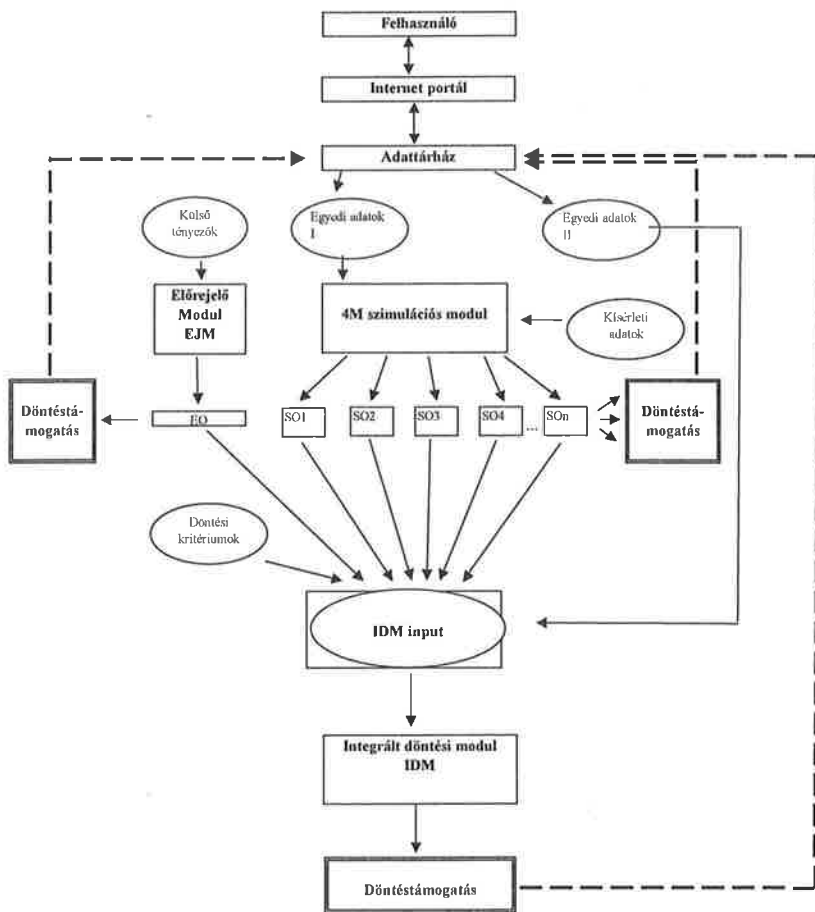 Felhasználó
Internet portál
Adattárház
Külső
tényezők
Egyedi adatok
I
Egyedi adatok
II
Előrejelő
Modul
EJM
4M szimulációs modul
Kísérleti
adatok
Döntéstá-
mogatás
EO
SO1
SO2
SO3
SO4
...
SOn
Döntéstá-
mogatás
Döntési
kritériumok
IDM input
Integrált döntési modul
IDM
Döntéstámogatás